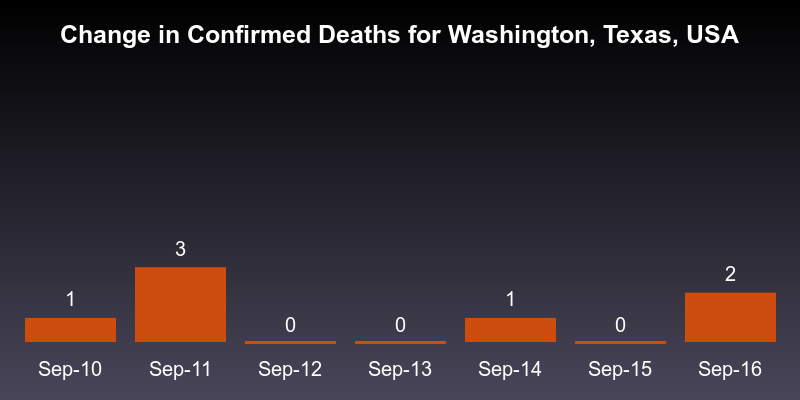 Change in Confirmed Deaths for Washington, Texas, USA
1
3
0
0
1
0
2
Sep-10
Sep-11
Sep-12
Sep-13
Sep-14
Sep-15
Sep-16